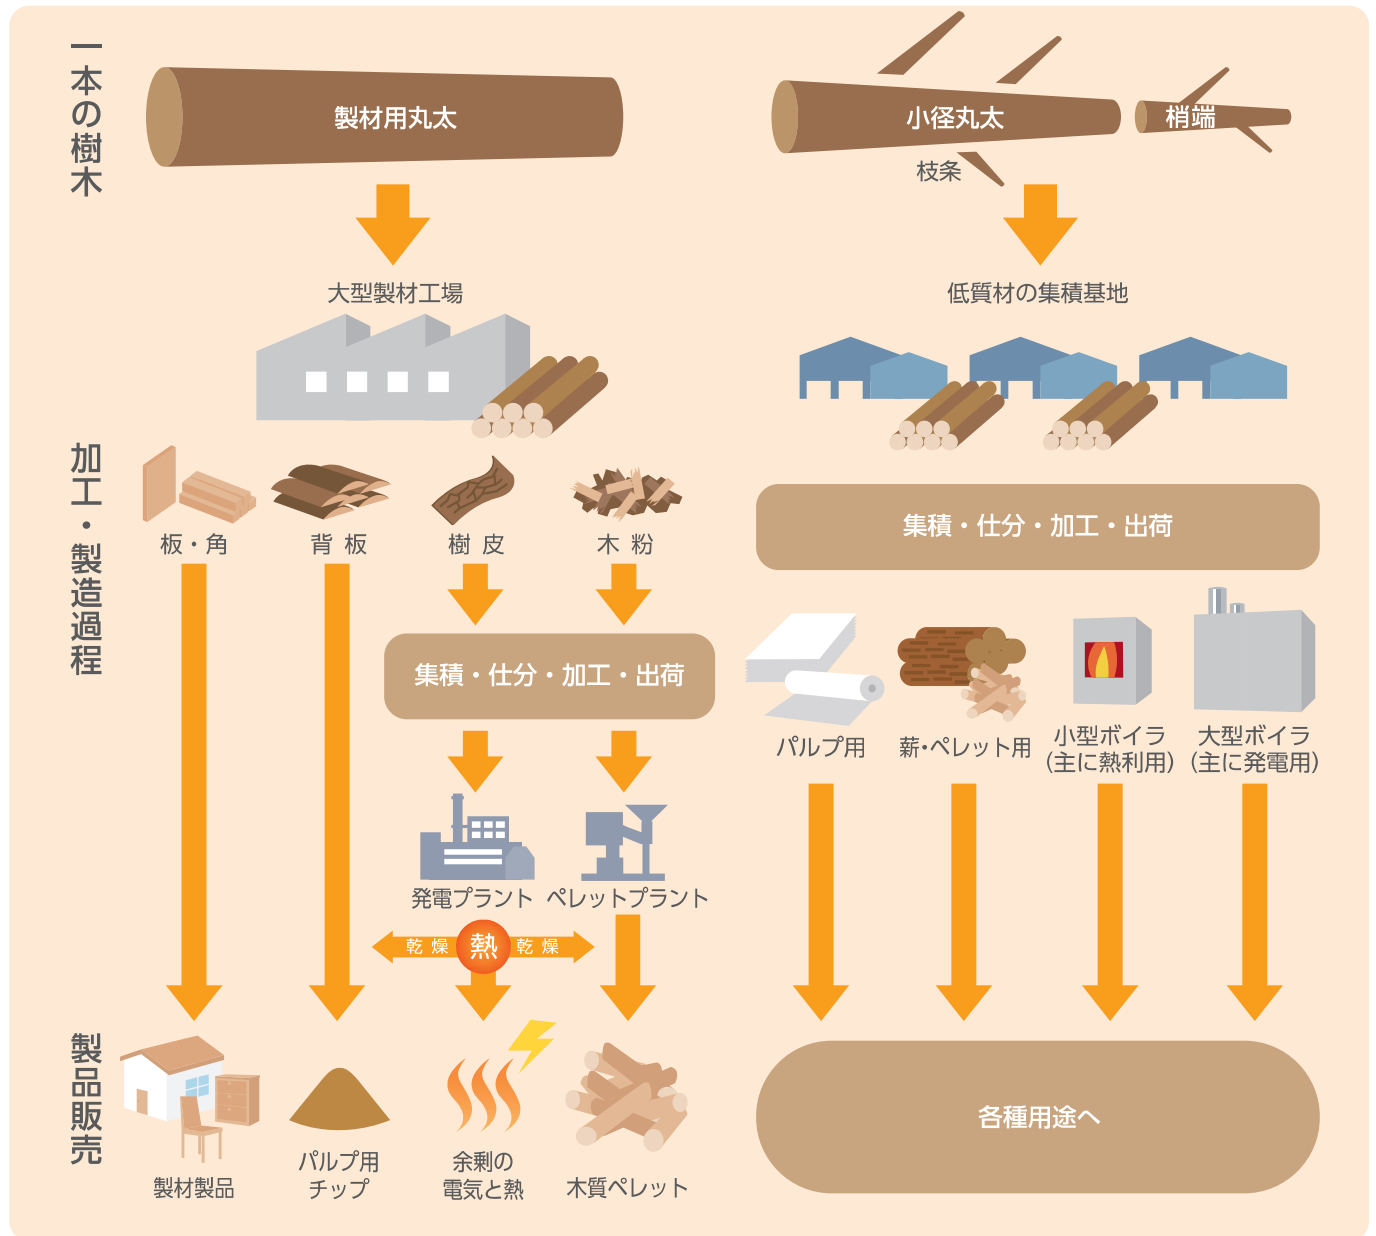 一本の樹木
製材用丸太
小径丸太
梢端
枝条
大型製材工場
低質材の集積基地
加工・製造過程
板・角
背 板
樹 皮
木 粉
集積・仕分・加工・出荷
集積・仕分・加工・出荷
パルプ用
薪・ペレット用
小型ボイラ
(主に熱利用)
大型ボイラ
(主に発電用)
発電プラント
ペレットプラント
乾 燥
熱
乾 燥
製品販売
製材製品
パルプ用
チップ
余剰の
電気と熱
木質ペレット
各種用途へ